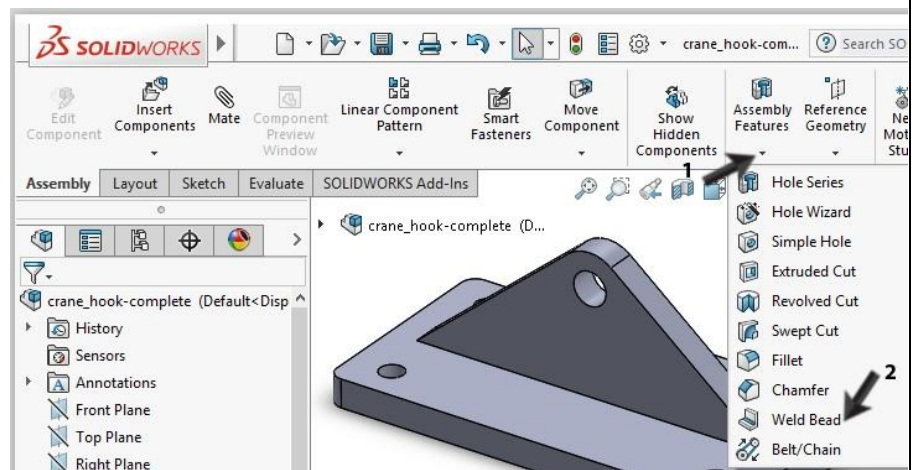 SOLIDWORKS
crane_hook-com...
Search SO
Edit
Component
Insert
Components
Mate
Component
Preview
Window
Linear Component
Pattern
Smart
Fasteners
Move
Component
Show
Hidden
Components
Assembly
Features
Reference
Geometry
Ne
Mot
Stu
1
Assembly
Layout
Sketch
Evaluate
SOLIDWORKS Add-Ins
crane_hook-complete (D...
Hole Series
Hole Wizard
Simple Hole
Extruded Cut
Revolved Cut
Swept Cut
Fillet
Chamfer
Weld Bead
2
Belt/Chain
crane_hook-complete (Default<Disp
History
Sensors
Annotations
Front Plane
Top Plane
Right Plane